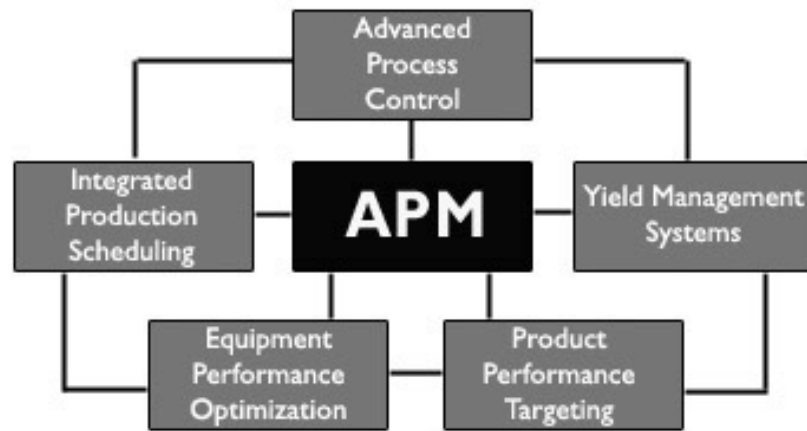 Advanced
Process
Control
Integrated
Production
Scheduling
APM
Yield Management
Systems
Equipment
Performance
Optimization
Product
Performance
Targeting